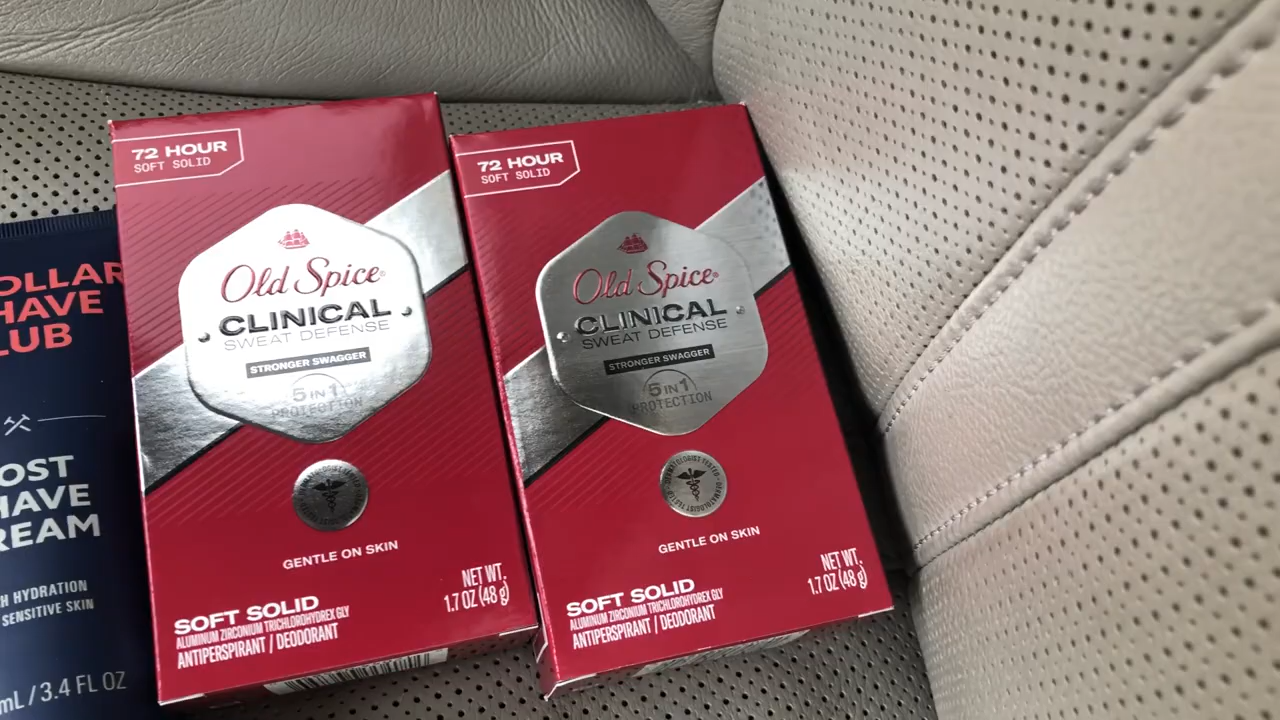 OLLAR
HAVE
LUB
OST
HAVE
REAM
H HYDRATION
SENSITIVE SKIN
mL / 3.4 FL OZ
72 HOUR
SOFT SOLID
Old Spice®
CLINICAL
SWEAT DEFENSE
STRONGER SWAGGER
5 IN 1
PROTECTION
GENTLE ON SKIN
NET WT.
1.7 OZ (48 g)
SOFT SOLID
ALUMINUM ZIRCONIUM TRICHLOROHYDREX GLY
ANTIPERSPIRANT / DEODORANT
72 HOUR
SOFT SOLID
Old Spice®
CLINICAL
SWEAT DEFENSE
STRONGER SWAGGER
5 IN 1
PROTECTION
DERMATOLOGIST TESTED • DERMATOLOGIST TESTED •
GENTLE ON SKIN
NET WT.
1.7 OZ (48 g)
SOFT SOLID
ALUMINUM ZIRCONIUM TRICHLOROHYDREX GLY
ANTIPERSPIRANT / DEODORANT